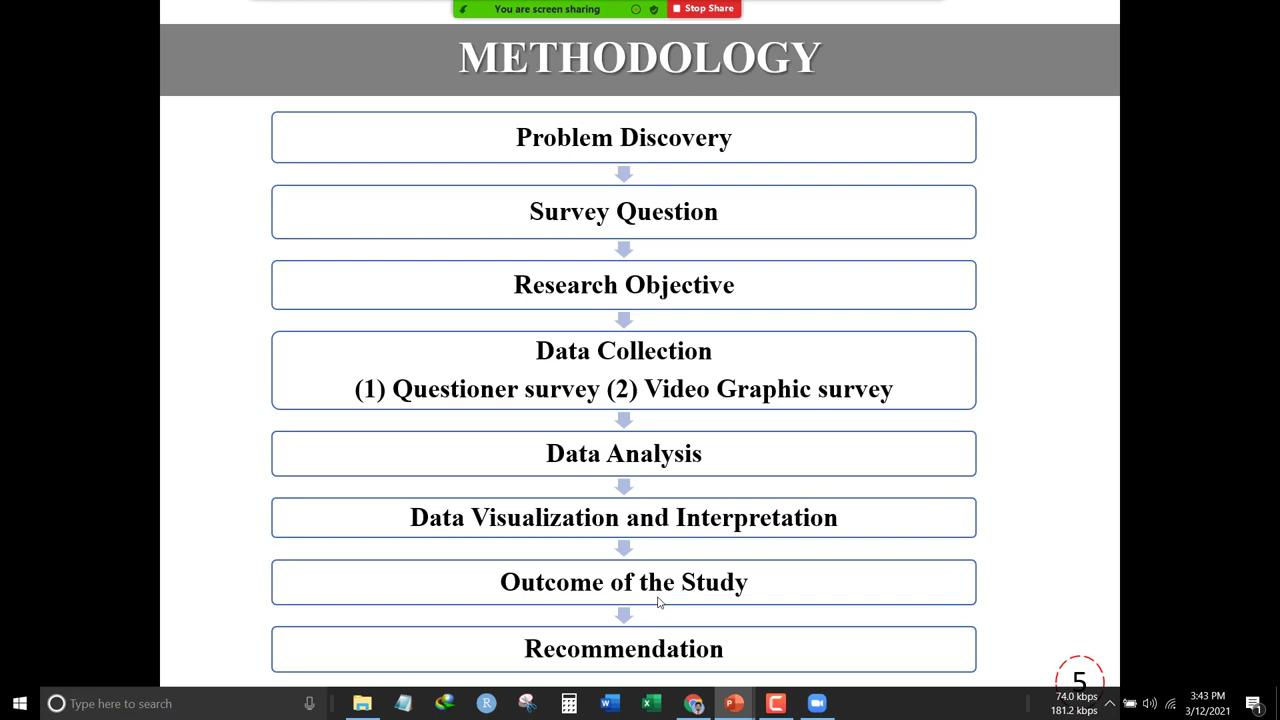 You are screen sharing
Stop Share
METHODOLOGY
Problem Discovery
Survey Question
Research Objective
Data Collection
(1) Questioner survey (2) Video Graphic survey
Data Analysis
Data Visualization and Interpretation
Outcome of the Study
Recommendation
5
Type here to search
74.0 kbps
181.2 kbps
3:43 PM
3/12/2021